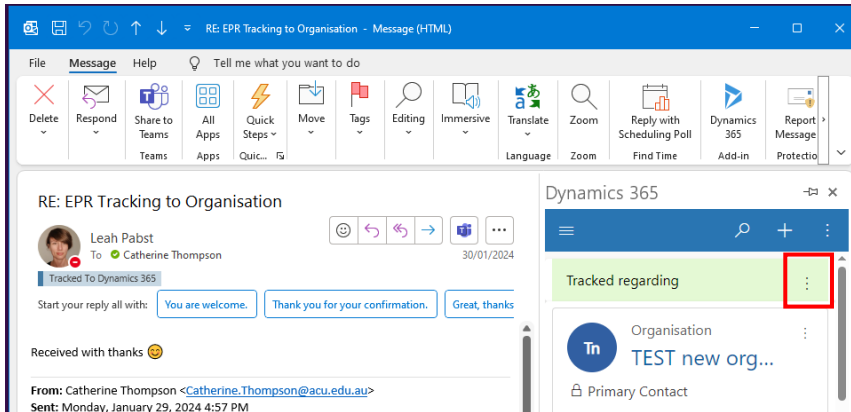 RE: EPR Tracking to Organisation - Message (HTML)
File Message Help Tell me what you want to do
Delete Respond Share to Teams All Apps Quick Steps Move Tags Editing Immersive Translate Zoom Reply with Scheduling Poll Dynamics 365 Report Message
Teams Apps Quic... Language Zoom Find Time Add-in Protectio
RE: EPR Tracking to Organisation
Leah Pabst
To Catherine Thompson
30/01/2024
Tracked To Dynamics 365
Start your reply all with: You are welcome. Thank you for your confirmation. Great, thanks
Received with thanks 😊
From: Catherine Thompson <Catherine.Thompson@acu.edu.au>
Sent: Monday, January 29, 2024 4:57 PM
Dynamics 365
Tracked regarding
Tn
Organisation
TEST new org...
Primary Contact